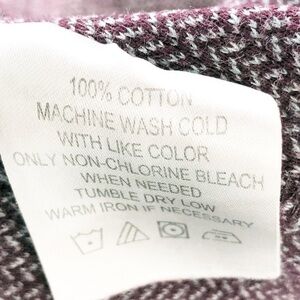 100% COTTON
MACHINE WASH COLD
WITH LIKE COLOR
ONLY NON-CHLORINE BLEACH
WHEN NEEDED
TUMBLE DRY LOW
WARM IRON IF NECESSARY